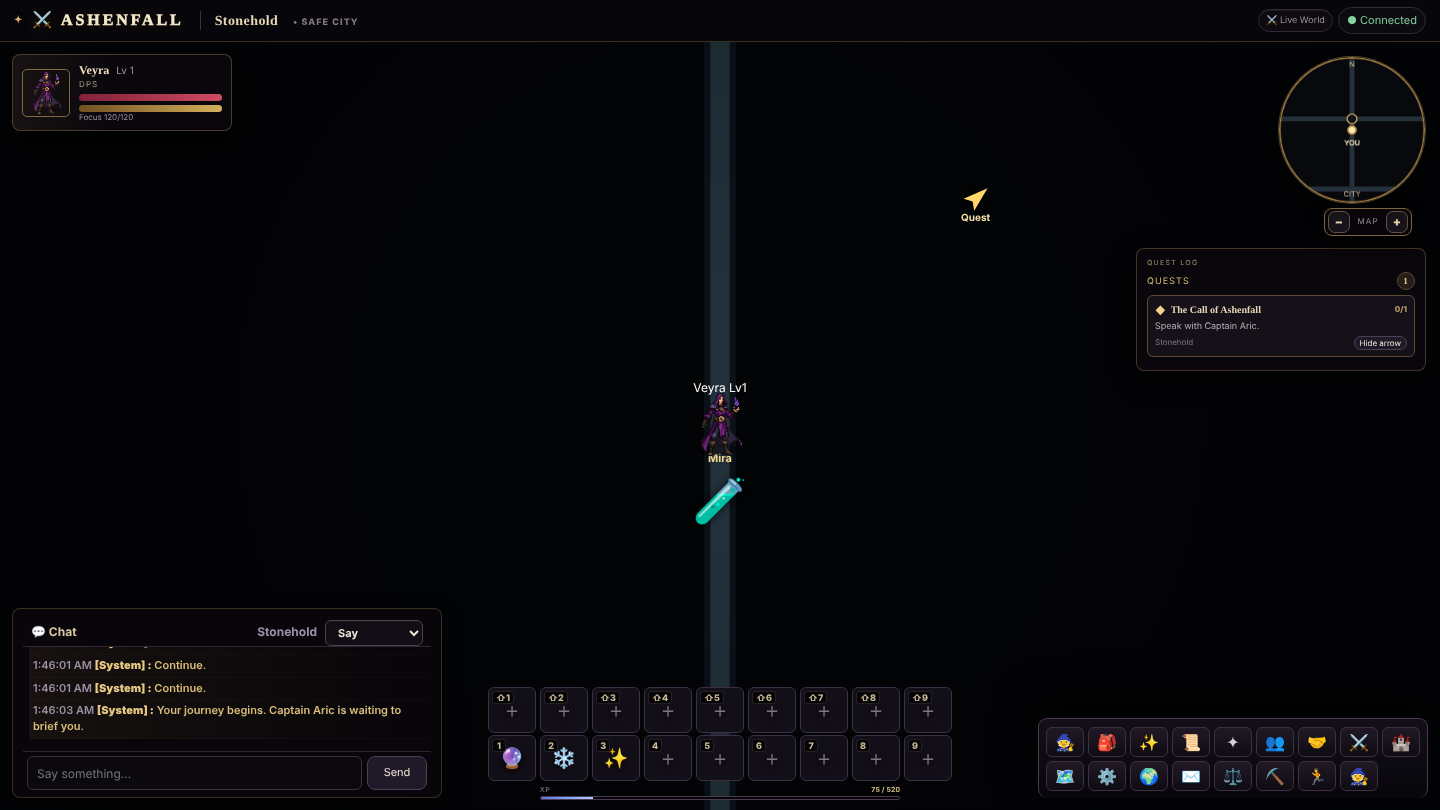 ASHENFALL
Stonehold
• SAFE CITY
Live World
Connected
Veyra Lv 1
DPS
Focus 120/120
N
YOU
CITY
− MAP +
Quest
QUEST LOG
QUESTS 1
The Call of Ashenfall 0/1
Speak with Captain Aric.
Stonehold Hide arrow
Veyra Lv1
Mira
Chat Stonehold Say
1:46:01 AM [System] : Continue.
1:46:01 AM [System] : Continue.
1:46:03 AM [System] : Your journey begins. Captain Aric is waiting to
brief you.
Say something... Send
⇧1 ⇧2 ⇧3 ⇧4 ⇧5 ⇧6 ⇧7 ⇧8 ⇧9
1 2 3 4 5 6 7 8 9
XP 75 / 520